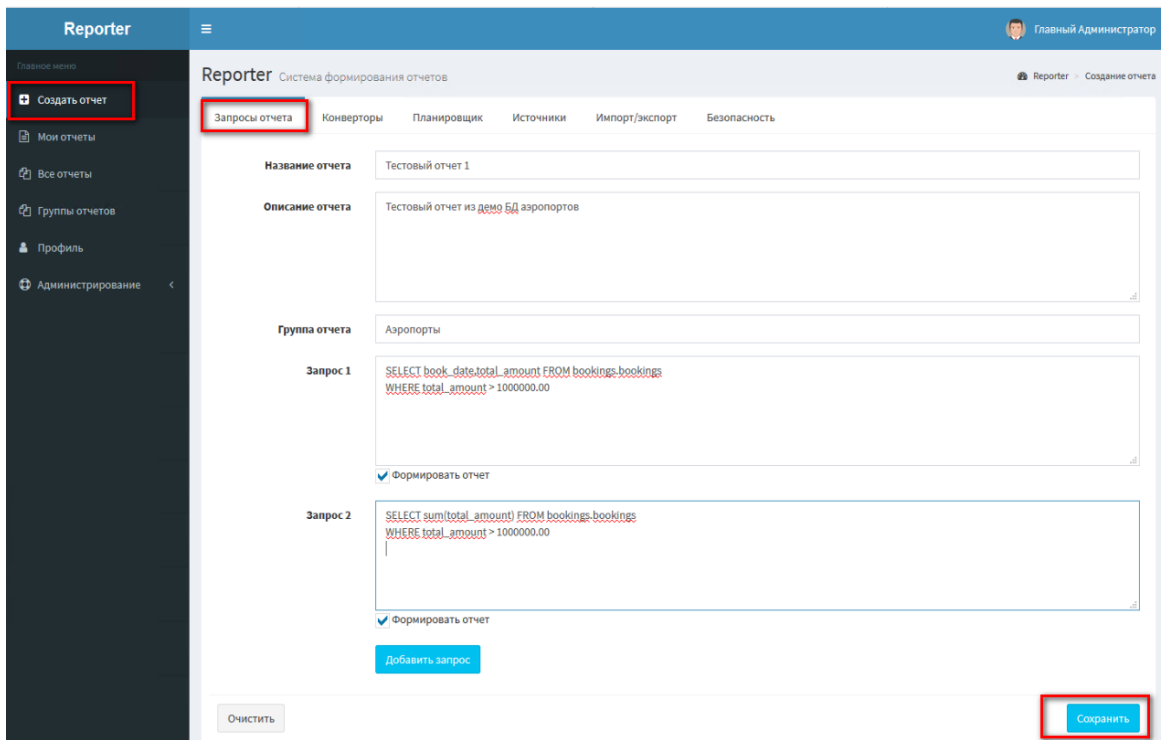 Reporter
Главный Администратор
Главное меню
Создать отчет
Мои отчеты
Все отчеты
Группы отчетов
Профиль
Администрирование
Reporter Система формирования отчетов
Reporter > Создание отчета
Запросы отчета Конверторы Планировщик Источники Импорт/экспорт Безопасность
Название отчета Тестовый отчет 1
Описание отчета Тестовый отчет из демо БД аэропортов
Группа отчета Аэропорты
Запрос 1 SELECT book_date,total_amount FROM bookings.bookings
WHERE total_amount > 1000000.00
Формировать отчет
Запрос 2 SELECT sum(total_amount) FROM bookings.bookings
WHERE total_amount > 1000000.00
Формировать отчет
Добавить запрос
Очистить Сохранить